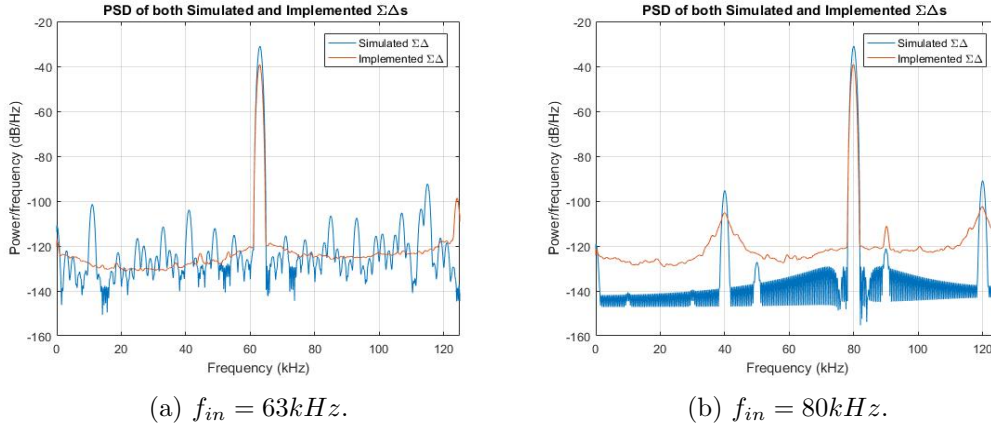 PSD of both Simulated and Implemented ΣΔs
-20
-40
-60
-80
-100
-120
-140
-160
Power/frequency (dB/Hz)
Simulated ΣΔ
Implemented ΣΔ
0 20 40 60 80 100 120
Frequency (kHz)
(a) f_in = 63kHz.
PSD of both Simulated and Implemented ΣΔs
-20
-40
-60
-80
-100
-120
-140
-160
Power/frequency (dB/Hz)
Simulated ΣΔ
Implemented ΣΔ
0 20 40 60 80 100 120
Frequency (kHz)
(b) f_in = 80kHz.